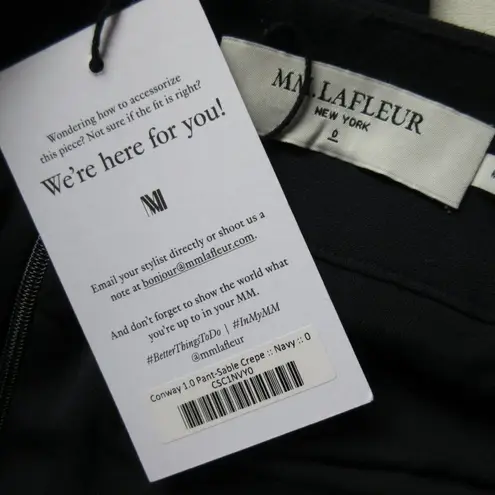 Wondering how to accessorize
this piece? Not sure if the fit is right?
We're here for you!
MM
Email your stylist directly or shoot us a
note at bonjour@mmlafleur.com.
And don't forget to show the world what
you're up to in your MM.
#BetterThingsToDo | #InMyMM
@mmlafleur
Conway 1.0 Pant-Sable Crepe :: Navy :: 0
CSC1NVY0
MM.LAFLEUR
NEW YORK
0